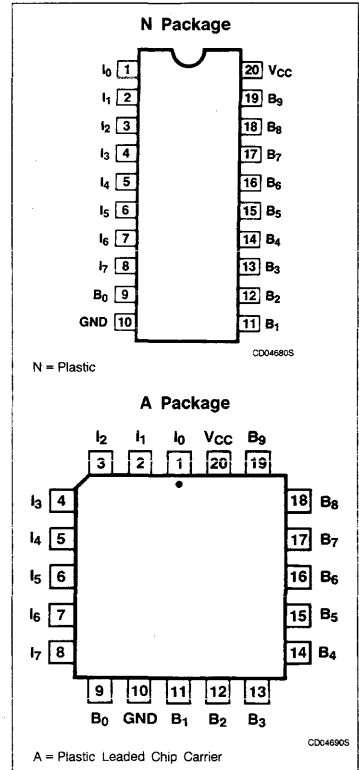 N Package
I0 1 20 VCC
I1 2 19 B9
I2 3 18 B8
I3 4 17 B7
I4 5 16 B6
I5 6 15 B5
I6 7 14 B4
I7 8 13 B3
B0 9 12 B2
GND 10 11 B1
CD04680S
N = Plastic
A Package
I2 I1 I0 VCC B9
3 2 1 20 19
I3 4 18 B8
I4 5 17 B7
I5 6 16 B6
I6 7 15 B5
I7 8 14 B4
9 10 11 12 13
B0 GND B1 B2 B3
CD04690S
A = Plastic Leaded Chip Carrier